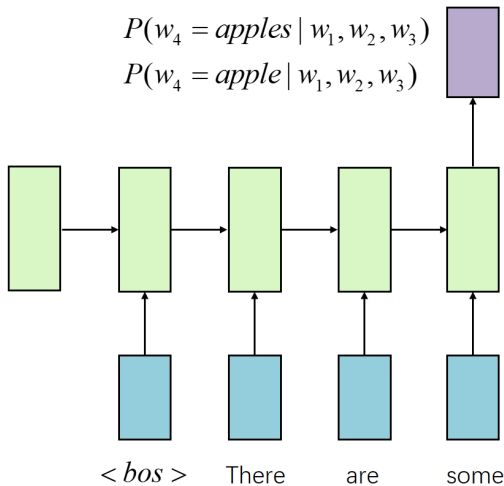 P(w₄ = apples | w₁, w₂, w₃)
P(w₄ = apple | w₁, w₂, w₃)
< bos > There are some